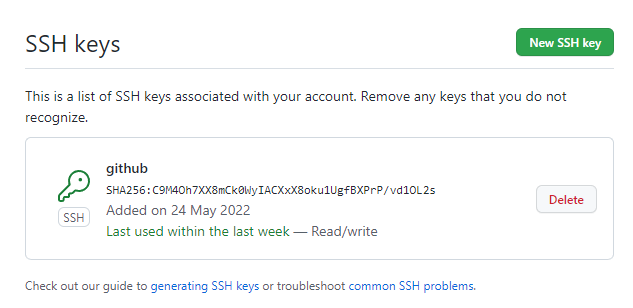 SSH keys
New SSH key
This is a list of SSH keys associated with your account. Remove any keys that you do not
recognize.
github
SHA256:C9M4Oh7XX8mCk0WyIACXxX8oku1UgfBXPrP/vd1OL2s
SSH
Added on 24 May 2022
Last used within the last week — Read/write
Delete
Check out our guide to generating SSH keys or troubleshoot common SSH problems.